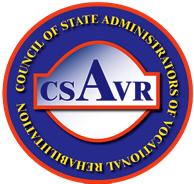 COUNCIL OF STATE ADMINISTRATORS
OF VOCATIONAL REHABILITATION
CSAVR